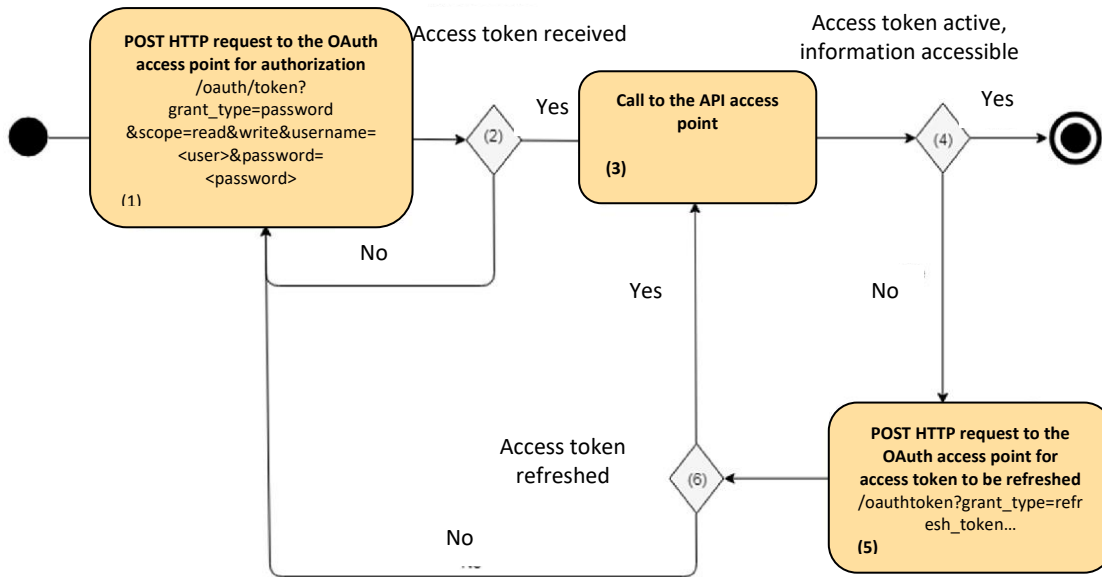 POST HTTP request to the OAuth
access point for authorization
/oauth/token?
grant_type=password
&scope=read&write&username=
<user>&password=
<password>
(1)
Access token received
(2)
Yes
No
Call to the API access
point
(3)
Access token active,
information accessible
(4)
Yes
No
POST HTTP request to the
OAuth access point for
access token to be refreshed
/oauthtoken?grant_type=refr
esh_token...
(5)
Access token
refreshed
(6)
Yes
No